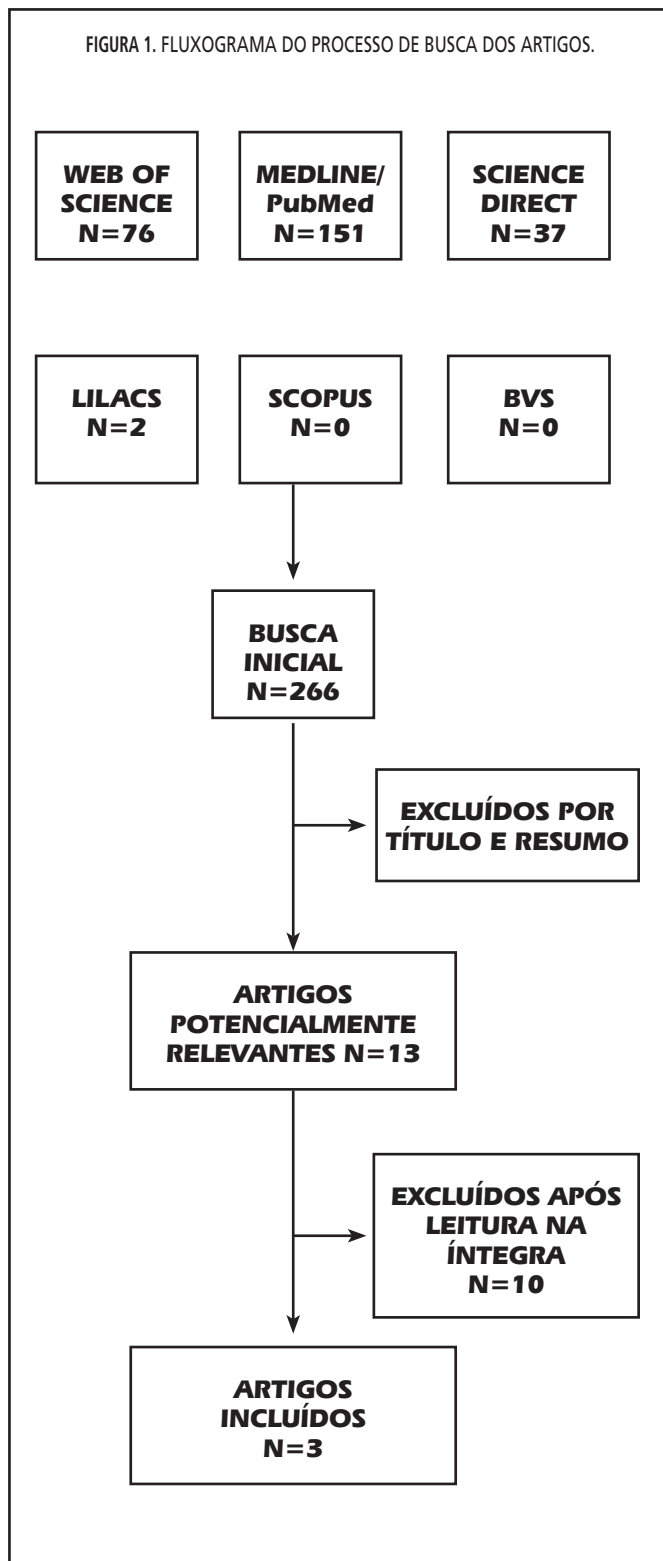 FIGURA 1. FLUXOGRAMA DO PROCESSO DE BUSCA DOS ARTIGOS.
WEB OF
SCIENCE
N=76
MEDLINE/
PubMed
N=151
SCIENCE
DIRECT
N=37
LILACS
N=2
SCOPUS
N=0
BVS
N=0
BUSCA
INICIAL
N=266
EXCLUÍDOS POR
TÍTULO E RESUMO
ARTIGOS
POTENCIALMENTE
RELEVANTES N=13
EXCLUÍDOS APÓS
LEITURA NA
ÍNTEGRA
N=10
ARTIGOS
INCLUÍDOS
N=3